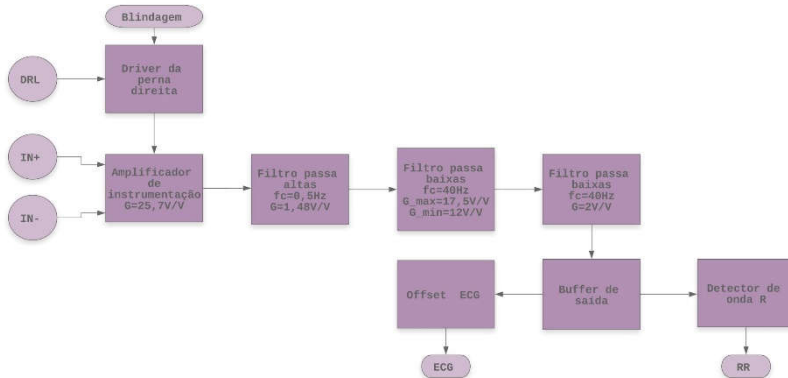 Blindagem
DRL
Driver da
perna
direita
IN+
IN-
Amplificador
de
instrumentação
G=25,7V/V
Filtro passa
altas
fc=0,5Hz
G=1,48V/V
Filtro passa
baixas
fc=40Hz
G_max=17,5V/V
G_min=12V/V
Filtro passa
baixas
fc=40Hz
G=2V/V
Offset ECG
Buffer de
saída
Detector de
onda R
ECG
RR